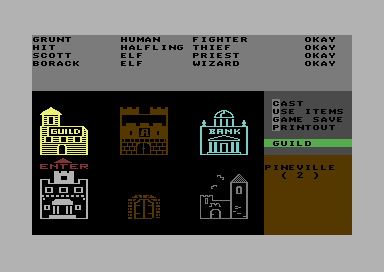 GRUNT HUMAN FIGHTER OKAY
HIT HALFLING THIEF OKAY
SCOTT ELF PRIEST OKAY
BORACK ELF WIZARD OKAY
CAST
USE ITEMS
GAME SAVE
PRINTOUT
GUILD
A
BANK
GUILD
ENTER
PINEVILLE
( 2 )